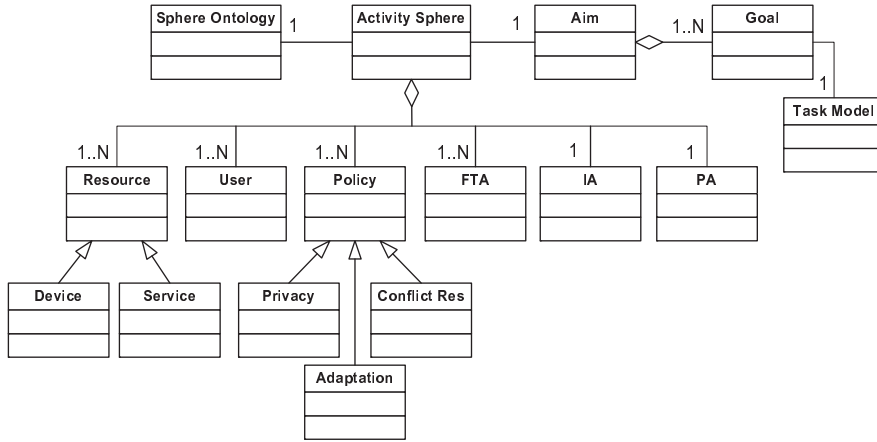 Sphere Ontology
1
Activity Sphere
1
Aim
1..N
Goal
1
Task Model
1..N
1..N
1..N
1..N
1
1
Resource
User
Policy
FTA
IA
PA
Device
Service
Privacy
Conflict Res
Adaptation